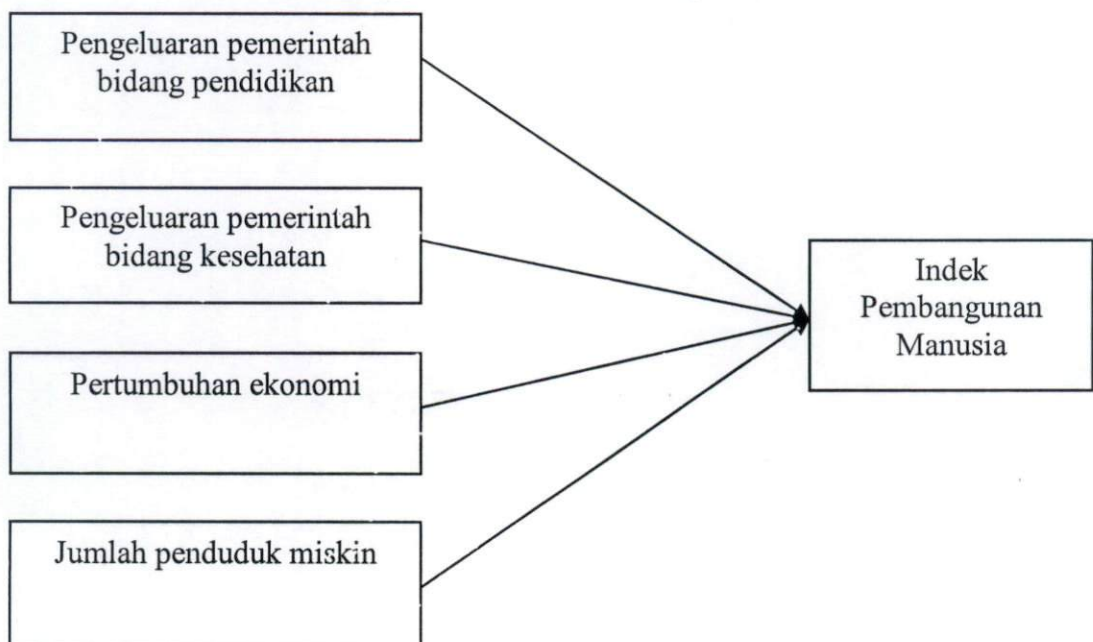 Pengeluaran pemerintah
bidang pendidikan
Pengeluaran pemerintah
bidang kesehatan
Pertumbuhan ekonomi
Jumlah penduduk miskin
Indek
Pembangunan
Manusia